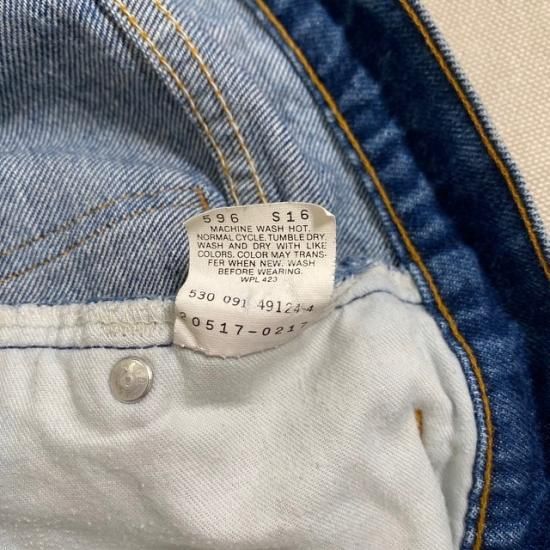 596 S16
MACHINE WASH HOT.
NORMAL CYCLE. TUMBLE DRY
WASH AND DRY WITH LIKE
COLORS. COLOR MAY TRANS-
FER WHEN NEW. WASH
BEFORE WEARING.
WPL 423
530 091 49124-4
20517-0217